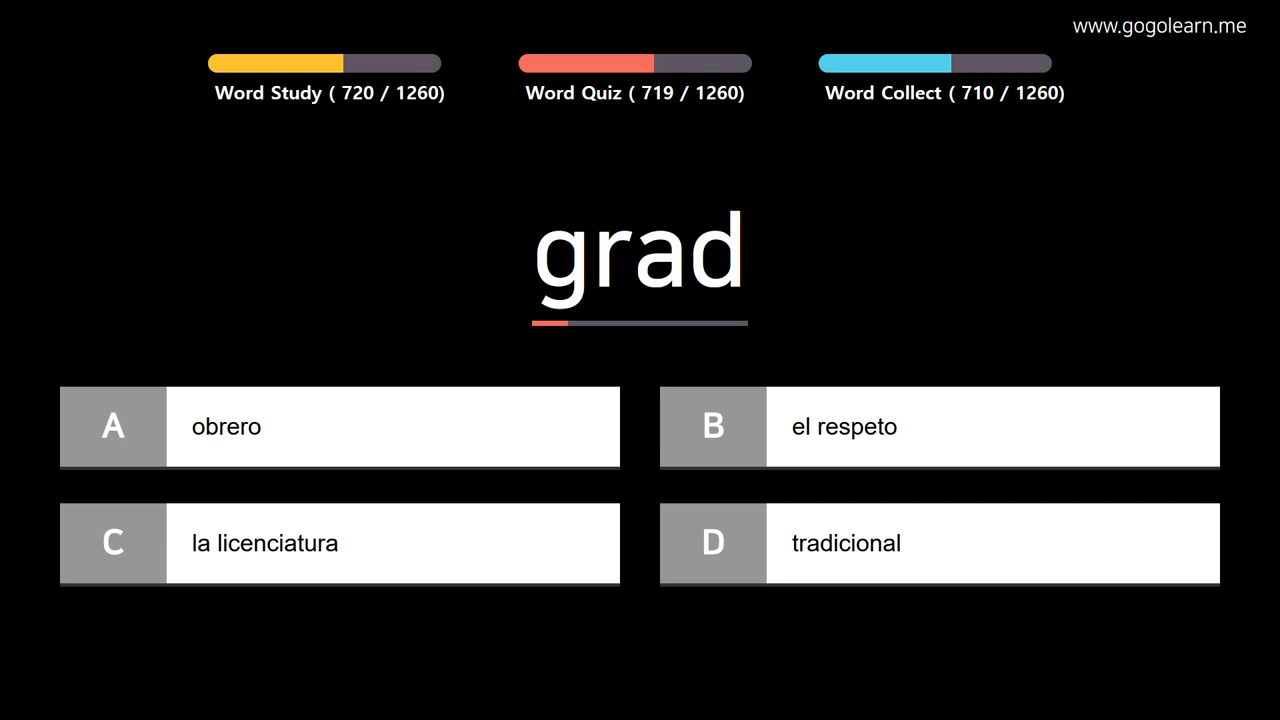 www.gogolearn.me
Word Study ( 720 / 1260)
Word Quiz ( 719 / 1260)
Word Collect ( 710 / 1260)
grad
A
obrero
B
el respeto
C
la licenciatura
D
tradicional